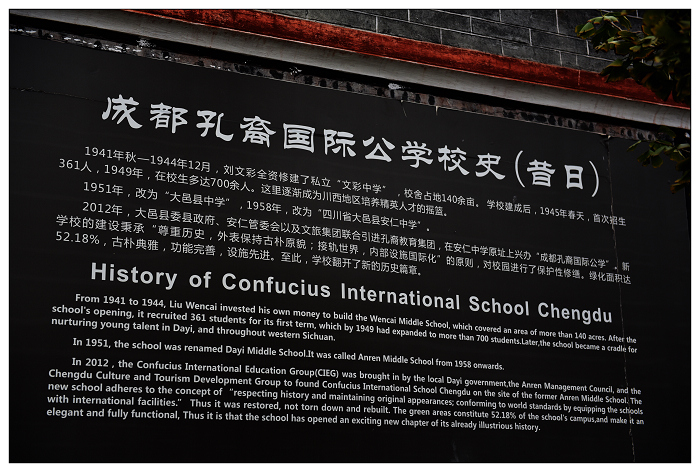 成都孔裔国际公学校史(昔日)
1941年秋—1944年12月，刘文彩全资修建了私立“文彩中学”，校舍占地140余亩。学校建成后，1945年春天，首次招生
361人，1949年，在校生多达700余人。这里逐渐成为川西地区培养精英人才的摇篮。
1951年，改为“大邑县中学”，1958年，改为“四川省大邑县安仁中学”。
2012年，大邑县委县政府、安仁管委会以及文旅集团联合引进孔裔教育集团，在安仁中学原址上兴办“成都孔裔国际公学”。新
学校的建设秉承“尊重历史，外表保持古朴原貌；接轨世界，内部设施国际化”的原则，对校园进行了保护性修缮。绿化面积达
52.18%，古朴典雅，功能完善，设施先进。至此，学校翻开了新的历史篇章。
History of Confucius International School Chengdu
From 1941 to 1944, Liu Wencai invested his own money to build the Wencai Middle School, which covered an area of more than 140 acres. After the
school's opening, it recruited 361 students for its first term, which by 1949 had expanded to more than 700 students.Later,the school became a cradle for
nurturing young talent in Dayi, and throughout western Sichuan.
In 1951, the school was renamed Dayi Middle School.It was called Anren Middle School from 1958 onwards.
In 2012 , the Confucius International Education Group(CIEG) was brought in by the local Dayi government,the Anren Management Council, and the
Chengdu Culture and Tourism Development Group to found Confucius International School Chengdu on the site of the former Anren Middle School. The
new school adheres to the concept of “respecting history and maintaining original appearances; conforming to world standards by equipping the schools
with international facilities.” Thus it was restored, not torn down and rebuilt. The green areas constitute 52.18% of the school's campus,and make it an
elegant and fully functional, Thus it is that the school has opened an exciting new chapter of its already illustrious history.